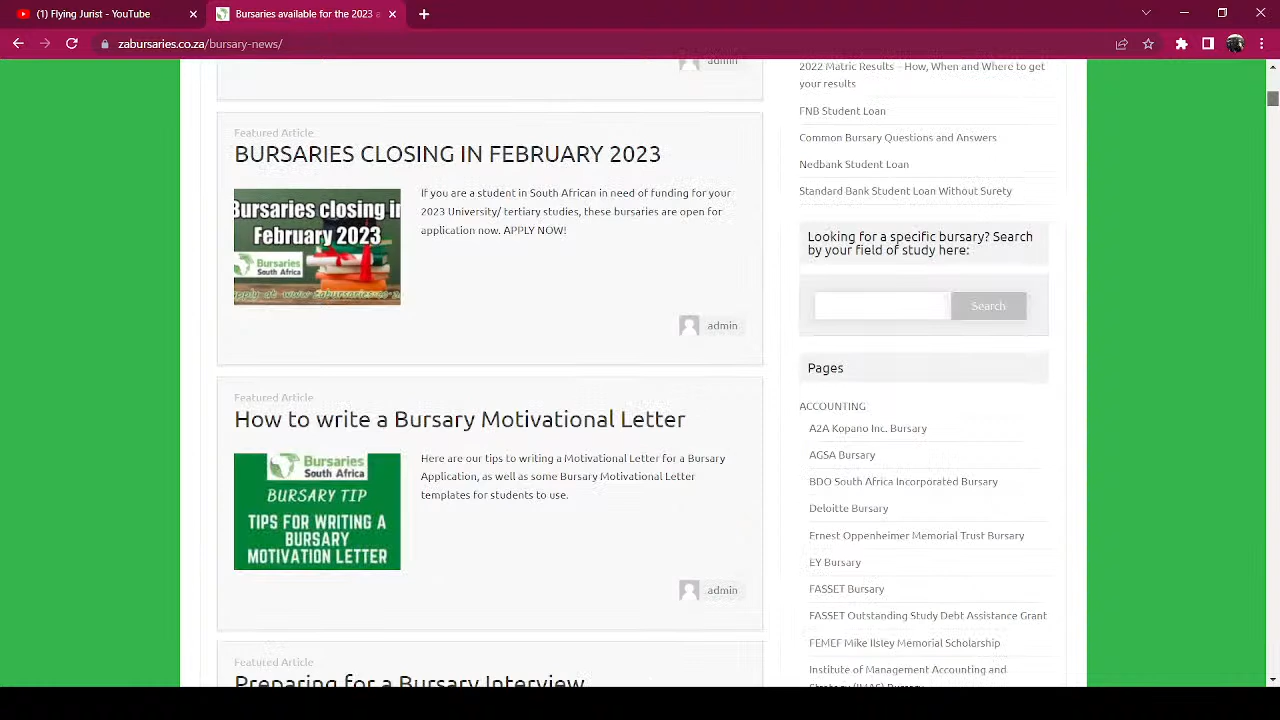 (1) Flying Jurist - YouTube
Bursaries available for the 2023 a
zabursaries.co.za/bursary-news/
admin
Featured Article
BURSARIES CLOSING IN FEBRUARY 2023
Bursaries closing in
February 2023
Bursaries
South Africa
apply at www.zabursaries.co.z
If you are a student in South African in need of funding for your
2023 University/ tertiary studies, these bursaries are open for
application now. APPLY NOW!
admin
Featured Article
How to write a Bursary Motivational Letter
Bursaries
South Africa
BURSARY TIP
TIPS FOR WRITING A
BURSARY
MOTIVATION LETTER
Here are our tips to writing a Motivational Letter for a Bursary
Application, as well as some Bursary Motivational Letter
templates for students to use.
admin
Featured Article
Preparing for a Bursary Interview
2022 Matric Results – How, When and Where to get
your results
FNB Student Loan
Common Bursary Questions and Answers
Nedbank Student Loan
Standard Bank Student Loan Without Surety
Looking for a specific bursary? Search
by your field of study here:
Search
Pages
ACCOUNTING
A2A Kopano Inc. Bursary
AGSA Bursary
BDO South Africa Incorporated Bursary
Deloitte Bursary
Ernest Oppenheimer Memorial Trust Bursary
EY Bursary
FASSET Bursary
FASSET Outstanding Study Debt Assistance Grant
FEMEF Mike Ilsley Memorial Scholarship
Institute of Management Accounting and